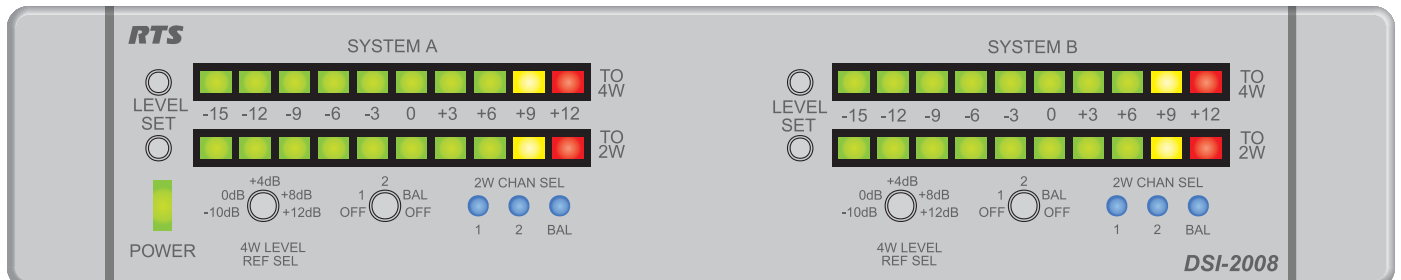 RTS
SYSTEM A
TO
4W
LEVEL
SET
-15 -12 -9 -6 -3 0 +3 +6 +9 +12
TO
2W
+4dB
0dB +8dB
-10dB +12dB
4W LEVEL
REF SEL
2
1 BAL
OFF OFF
2W CHAN SEL
1 2 BAL
POWER
SYSTEM B
TO
4W
LEVEL
SET
-15 -12 -9 -6 -3 0 +3 +6 +9 +12
TO
2W
+4dB
0dB +8dB
-10dB +12dB
4W LEVEL
REF SEL
2
1 BAL
OFF OFF
2W CHAN SEL
1 2 BAL
DSI-2008